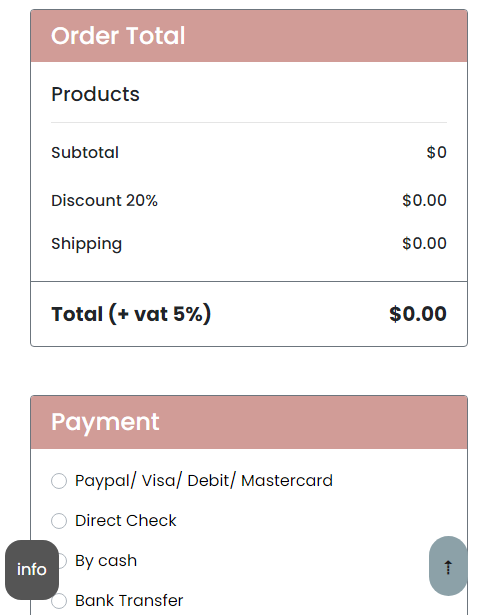 Order Total
Products
Subtotal $0
Discount 20% $0.00
Shipping $0.00
Total (+ vat 5%) $0.00
Payment
Paypal/ Visa/ Debit/ Mastercard
Direct Check
By cash
info
Bank Transfer